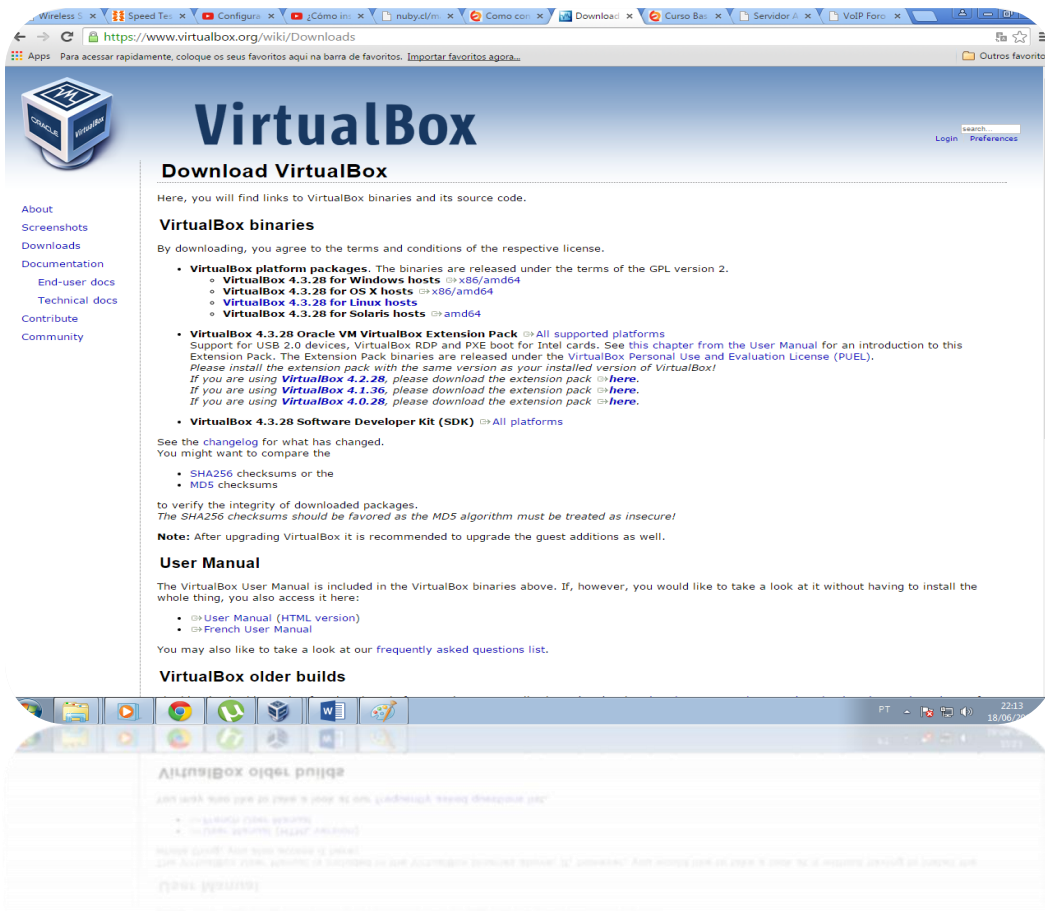 Wireless S
Speed Tes
Configura
¿Cómo ins
nuby.cl/m
Como con
Download
Curso Bas
Servidor A
VoIP Foro
https://www.virtualbox.org/wiki/Downloads
Apps Para acessar rapidamente, coloque os seus favoritos aqui na barra de favoritos. Importar favoritos agora... Outros favorito
ORACLE
VirtualBox
VirtualBox
search...
Login Preferences
Download VirtualBox
Here, you will find links to VirtualBox binaries and its source code.
About
Screenshots
Downloads
Documentation
End-user docs
Technical docs
Contribute
Community
VirtualBox binaries
By downloading, you agree to the terms and conditions of the respective license.
• VirtualBox platform packages. The binaries are released under the terms of the GPL version 2.
VirtualBox 4.3.28 for Windows hosts x86/amd64
VirtualBox 4.3.28 for OS X hosts x86/amd64
VirtualBox 4.3.28 for Linux hosts
VirtualBox 4.3.28 for Solaris hosts amd64
• VirtualBox 4.3.28 Oracle VM VirtualBox Extension Pack All supported platforms
Support for USB 2.0 devices, VirtualBox RDP and PXE boot for Intel cards. See this chapter from the User Manual for an introduction to this
Extension Pack. The Extension Pack binaries are released under the VirtualBox Personal Use and Evaluation License (PUEL).
Please install the extension pack with the same version as your installed version of VirtualBox!
If you are using VirtualBox 4.2.28, please download the extension pack here.
If you are using VirtualBox 4.1.36, please download the extension pack here.
If you are using VirtualBox 4.0.28, please download the extension pack here.
• VirtualBox 4.3.28 Software Developer Kit (SDK) All platforms
See the changelog for what has changed.
You might want to compare the
• SHA256 checksums or the
• MD5 checksums
to verify the integrity of downloaded packages.
The SHA256 checksums should be favored as the MD5 algorithm must be treated as insecure!
Note: After upgrading VirtualBox it is recommended to upgrade the guest additions as well.
User Manual
The VirtualBox User Manual is included in the VirtualBox binaries above. If, however, you would like to take a look at it without having to install the
whole thing, you also access it here:
• User Manual (HTML version)
• French User Manual
You may also like to take a look at our frequently asked questions list.
VirtualBox older builds
PT
22:13
18/06/20